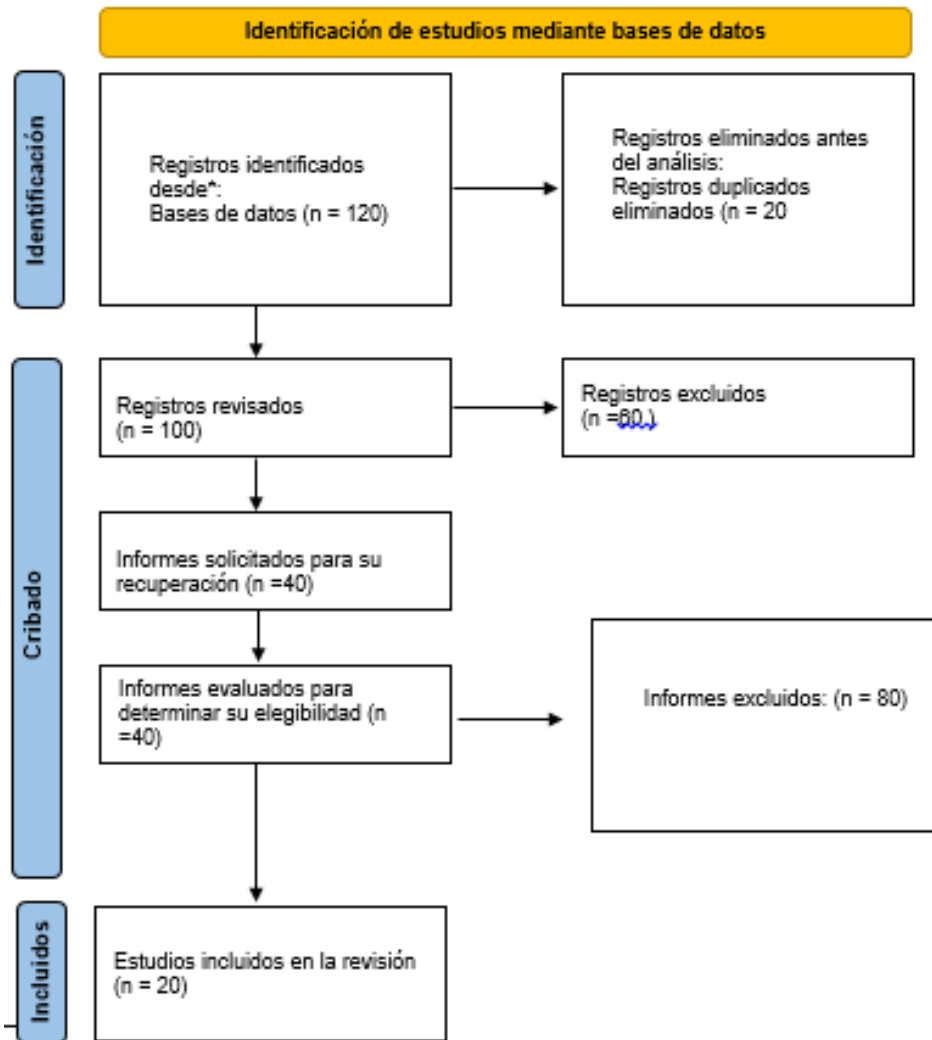 Identificación de estudios mediante bases de datos
Identificación
Registros identificados
desde*:
Bases de datos (n = 120)
Registros eliminados antes
del análisis:
Registros duplicados
eliminados (n = 20
Cribado
Registros revisados
(n = 100)
Registros excluidos
(n =60 )
Informes solicitados para su
recuperación (n =40)
Informes evaluados para
determinar su elegibilidad (n
=40)
Informes excluidos: (n = 80)
Incluidos
Estudios incluidos en la revisión
(n = 20)